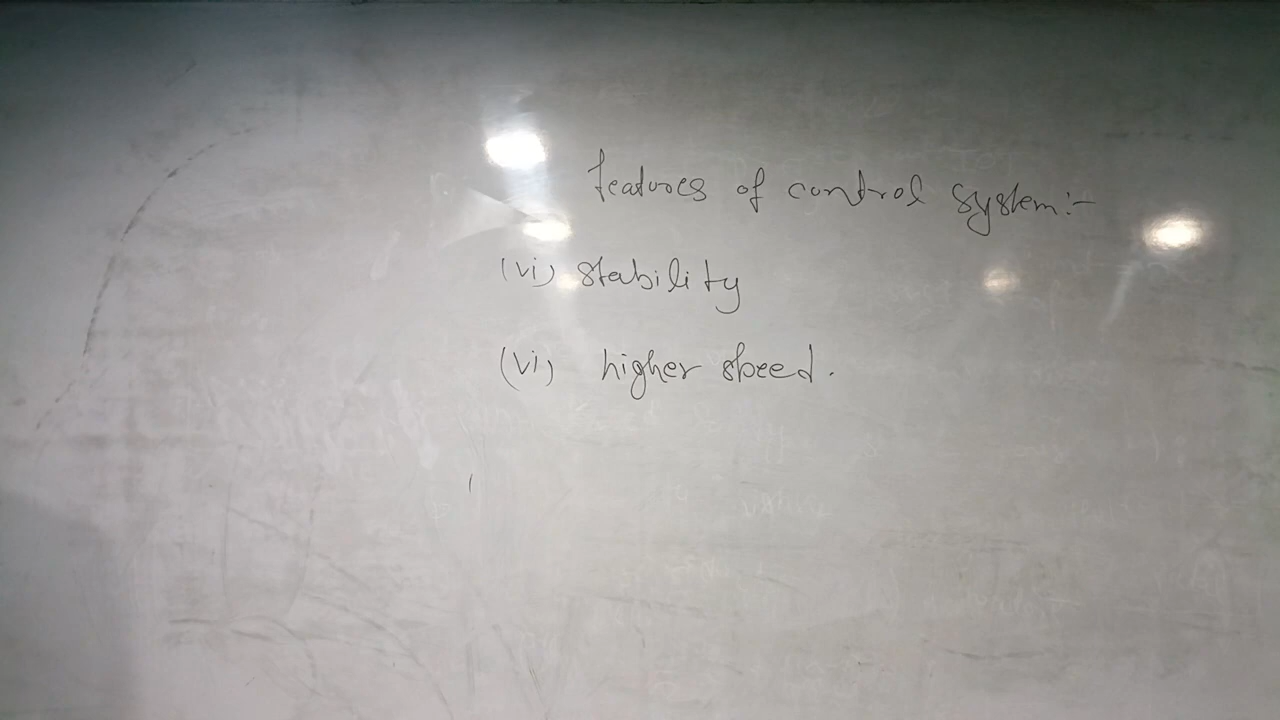 features of control system:-
(vi) stability
(vi) higher speed.